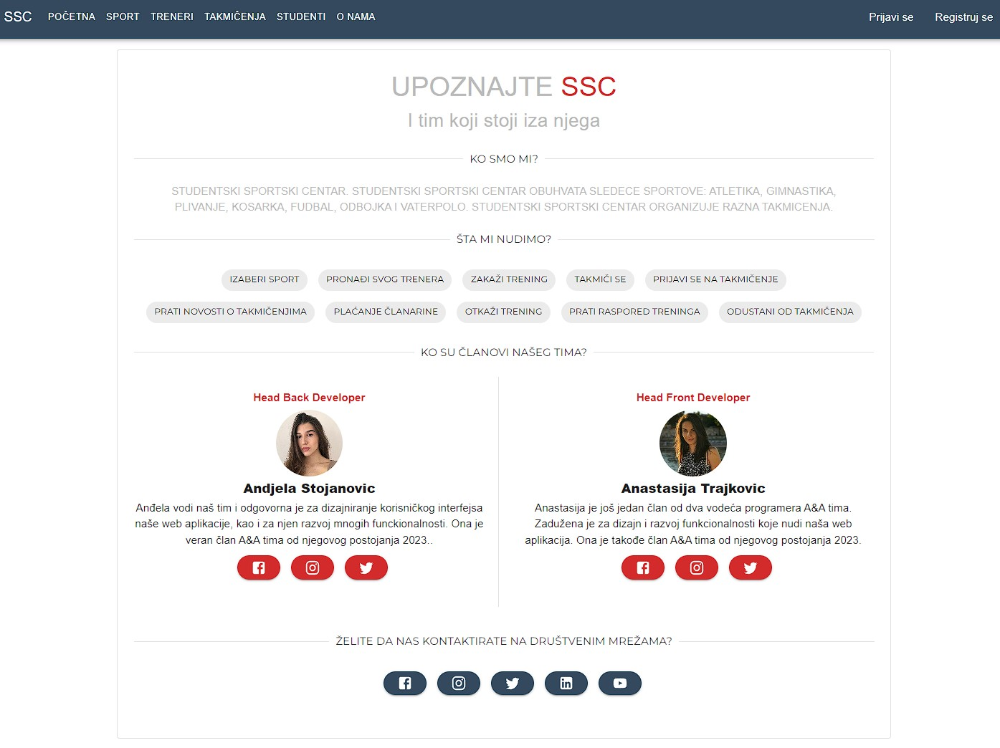 SSC POČETNA SPORT TRENERI TAKMIČENJA STUDENTI O NAMA Prijavi se Registruj se
UPOZNAJTE SSC
I tim koji stoji iza njega
KO SMO MI?
STUDENTSKI SPORTSKI CENTAR. STUDENTSKI SPORTSKI CENTAR OBUHVATA SLEDECE SPORTOVE: ATLETIKA, GIMNASTIKA,
PLIVANJE, KOSARKA, FUDBAL, ODBOJKA I VATERPOLO. STUDENTSKI SPORTSKI CENTAR ORGANIZUJE RAZNA TAKMICENJA.
ŠTA MI NUDIMO?
IZABERI SPORT PRONAĐI SVOG TRENERA ZAKAŽI TRENING TAKMIČI SE PRIJAVI SE NA TAKMIČENJE
PRATI NOVOSTI O TAKMIČENJIMA PLAĆANJE ČLANARINE OTKAŽI TRENING PRATI RASPORED TRENINGA ODUSTANI OD TAKMIČENJA
KO SU ČLANOVI NAŠEG TIMA?
Head Back Developer
Andjela Stojanovic
Anđela vodi naš tim i odgovorna je za dizajniranje korisničkog interfejsa
naše web aplikacije, kao i za njen razvoj mnogih funckionalnosti. Ona je
veran član A&A tima od njegovog postojanja 2023..
Head Front Developer
Anastasija Trajkovic
Anastasija je još jedan član od dva vodeća programera A&A tima.
Zadužena je za dizajn i razvoj funkcionalnosti koje nudi naša web
aplikacija. Ona je takođe član A&A tima od njegovog postojanja 2023.
ŽELITE DA NAS KONTAKTIRATE NA DRUŠTVENIM MREŽAMA?